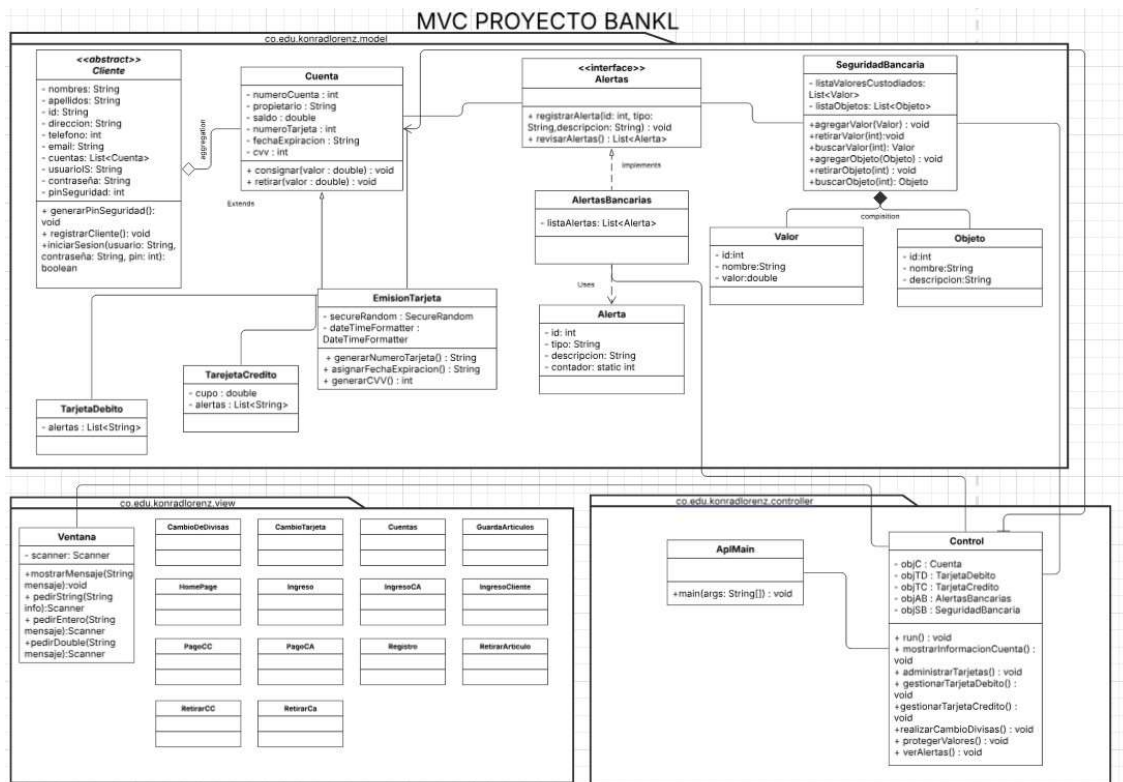 MVC PROYECTO BANKL
co.edu.konradlorenz.model
<<abstract>>
Cliente
- nombres: String
- apellidos: String
- id: String
- direccion: String
- telefono: int
- email: String
- cuentas: List<Cuenta>
- usuarioIS: String
- contraseña: String
- pinSeguridad: int
+ generarPinSeguridad():
void
+ registrarCliente(): void
+iniciarSesion(usuario: String,
contraseña: String, pin: int):
boolean
aggregation
Cuenta
- numeroCuenta : int
- propietario : String
- saldo : double
- numeroTarjeta : int
- fechaExpiracion : String
- cvv : int
+ consignar(valor : double) : void
+ retirar(valor : double) : void
Extends
<<interface>>
Alertas
+ registrarAlerta(id: int, tipo:
String,descripcion: String) : void
+ revisarAlertas() : List<Alerta>
implements
AlertasBancarias
- listaAlertas: List<Alerta>
Uses
Alerta
- id: int
- tipo: String
- descripcion: String
- contador: static int
SeguridadBancaria
- listaValoresCustodiados:
List<Valor>
- listaObjetos: List<Objeto>
+agregarValor(Valor) : void
+retirarValor(int):void
+buscarValor(int): Valor
+agregarObjeto(Objeto) : void
+retirarObjeto(int) : void
+buscarObjeto(int): Objeto
compisition
Valor
- id:int
- nombre:String
- valor:double
Objeto
- id:int
- nombre:String
- descripcion:String
EmisionTarjeta
- secureRandom : SecureRandom
- dateTimeFormatter :
DateTimeFormatter
+ generarNumeroTarjeta() : String
+ asignarFechaExpiracion() : String
+ generarCVV() : int
TarejetaCredito
- cupo : double
- alertas : List<String>
TarjetaDebito
- alertas : List<String>
co.edu.konradlorenz.view
Ventana
- scanner: Scanner
+mostrarMensaje(String
mensaje):void
+ pedirString(String
info):Scanner
+ pedirEntero(String
mensaje):Scanner
+pedirDouble(String
mensaje):Scanner
CambioDeDivisas
CambioTarjeta
Cuentas
GuardaArticulos
HomePage
Ingreso
IngresoCA
IngresoCliente
PagoCC
PagoCA
Registro
RetirarArticulo
RetirarCC
RetirarCa
co.edu.konradlorenz.controller
AplMain
+main(args: String[]) : void
Control
- objC : Cuenta
- objTD : TarjetaDebito
- objTC : TarjetaCredito
- objAB : AlertasBancarias
- objSB : SeguridadBancaria
+ run() : void
+ mostrarInformacionCuenta() :
void
+ administrarTarjetas() : void
+ gestionarTarjetaDebito() :
void
+gestionarTarjetaCredito() :
void
+realizarCambioDivisas() : void
+ protegerValores() : void
+ verAlertas() : void